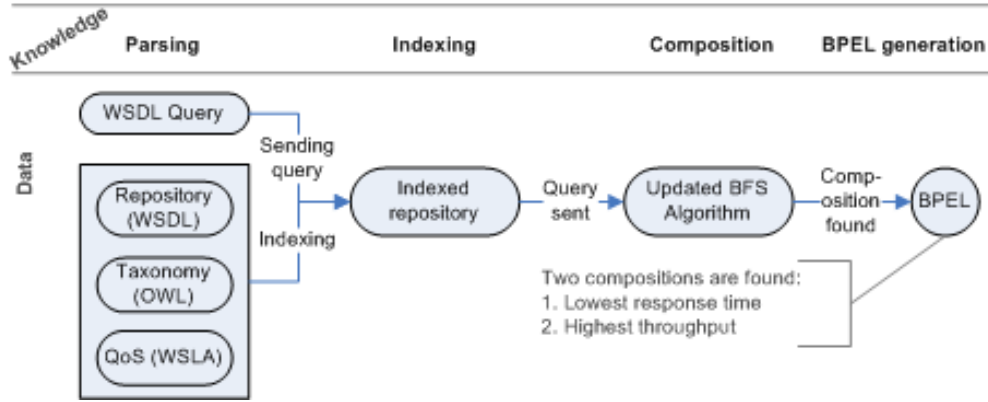 Knowledge
Parsing
Indexing
Composition
BPEL generation
Data
WSDL Query
Sending
query
Repository
(WSDL)
Indexing
Taxonomy
(OWL)
QoS (WSLA)
Indexed
repository
Query
sent
Updated BFS
Algorithm
Comp-
osition
found
BPEL
Two compositions are found:
1. Lowest response time
2. Highest throughput